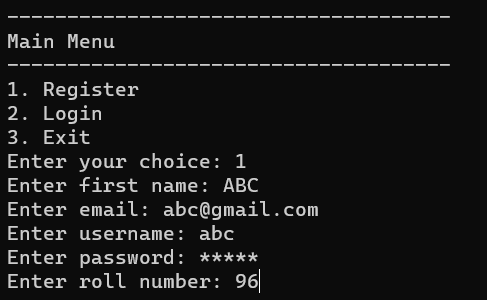 -------------------------------------
Main Menu
-------------------------------------
1. Register
2. Login
3. Exit
Enter your choice: 1
Enter first name: ABC
Enter email: abc@gmail.com
Enter username: abc
Enter password: *****
Enter roll number: 96